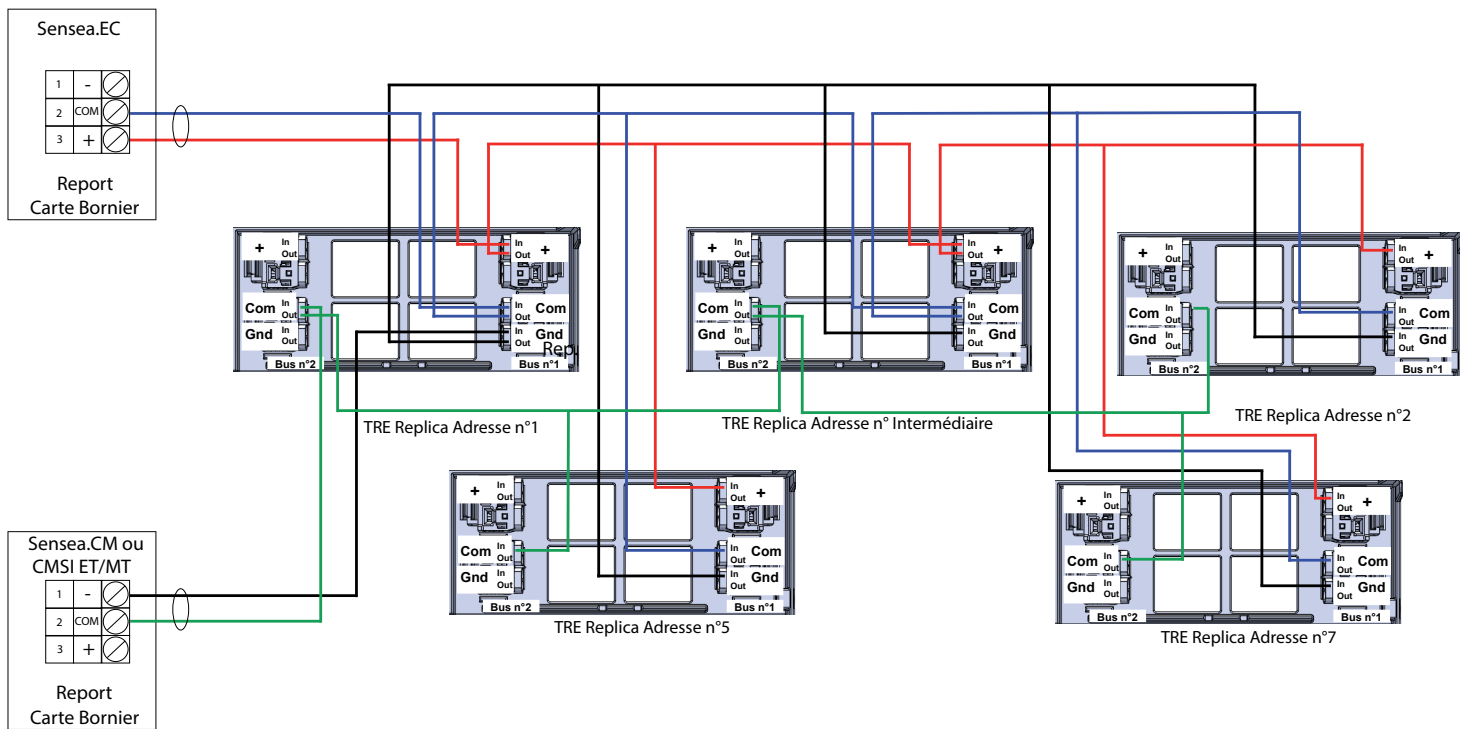 Sensea.EC
1 -
2 COM
3 +
Report
Carte Bornier
+ In
Out
Com In
Out
Gnd In
Out
Bus n°2
In +
Out
In Com
Out
In Gnd
Out
Rep
Bus n°1
TRE Replica Adresse n°1
+ In
Out
Com In
Out
Gnd In
Out
Bus n°2
In +
Out
In Com
Out
In Gnd
Out
Bus n°1
TRE Replica Adresse n° Intermédiaire
+ In
Out
Com In
Out
Gnd In
Out
Bus n°2
In +
Out
In Com
Out
In Gnd
Out
Bus n°1
TRE Replica Adresse n°2
Sensea.CM ou
CMSI ET/MT
1 -
2 COM
3 +
Report
Carte Bornier
+ In
Out
Com In
Out
Gnd In
Out
Bus n°2
In +
Out
In Com
Out
In Gnd
Out
Bus n°1
TRE Replica Adresse n°5
+ In
Out
Com In
Out
Gnd In
Out
Bus n°2
In +
Out
In Com
Out
In Gnd
Out
Bus n°1
TRE Replica Adresse n°7